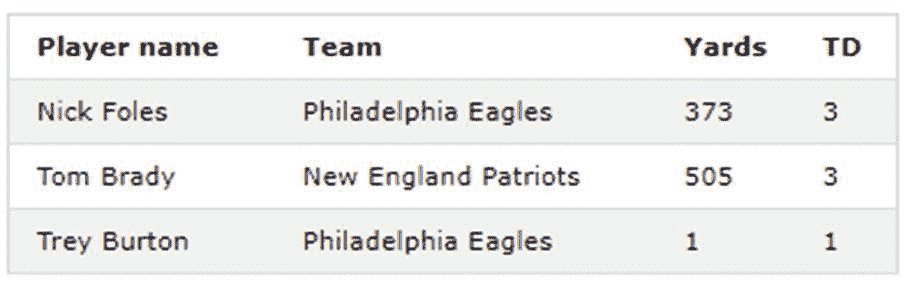 Player name Team Yards TD
Nick Foles Philadelphia Eagles 373 3
Tom Brady New England Patriots 505 3
Trey Burton Philadelphia Eagles 1 1